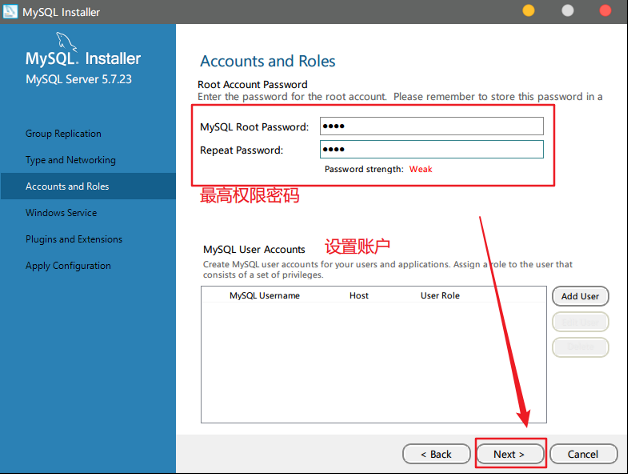 MySQL Installer
MySQL. Installer
MySQL Server 5.7.23
Group Replication
Type and Networking
Accounts and Roles
Windows Service
Plugins and Extensions
Apply Configuration
Accounts and Roles
Root Account Password
Enter the password for the root account. Please remember to store this password in a
MySQL Root Password: ●●●●
Repeat Password: ●●●●
Password strength: Weak
最高权限密码
MySQL User Accounts 设置账户
Create MySQL user accounts for your users and applications. Assign a role to the user that
consists of a set of privileges.
MySQL Username Host User Role
Add User
< Back Next > Cancel